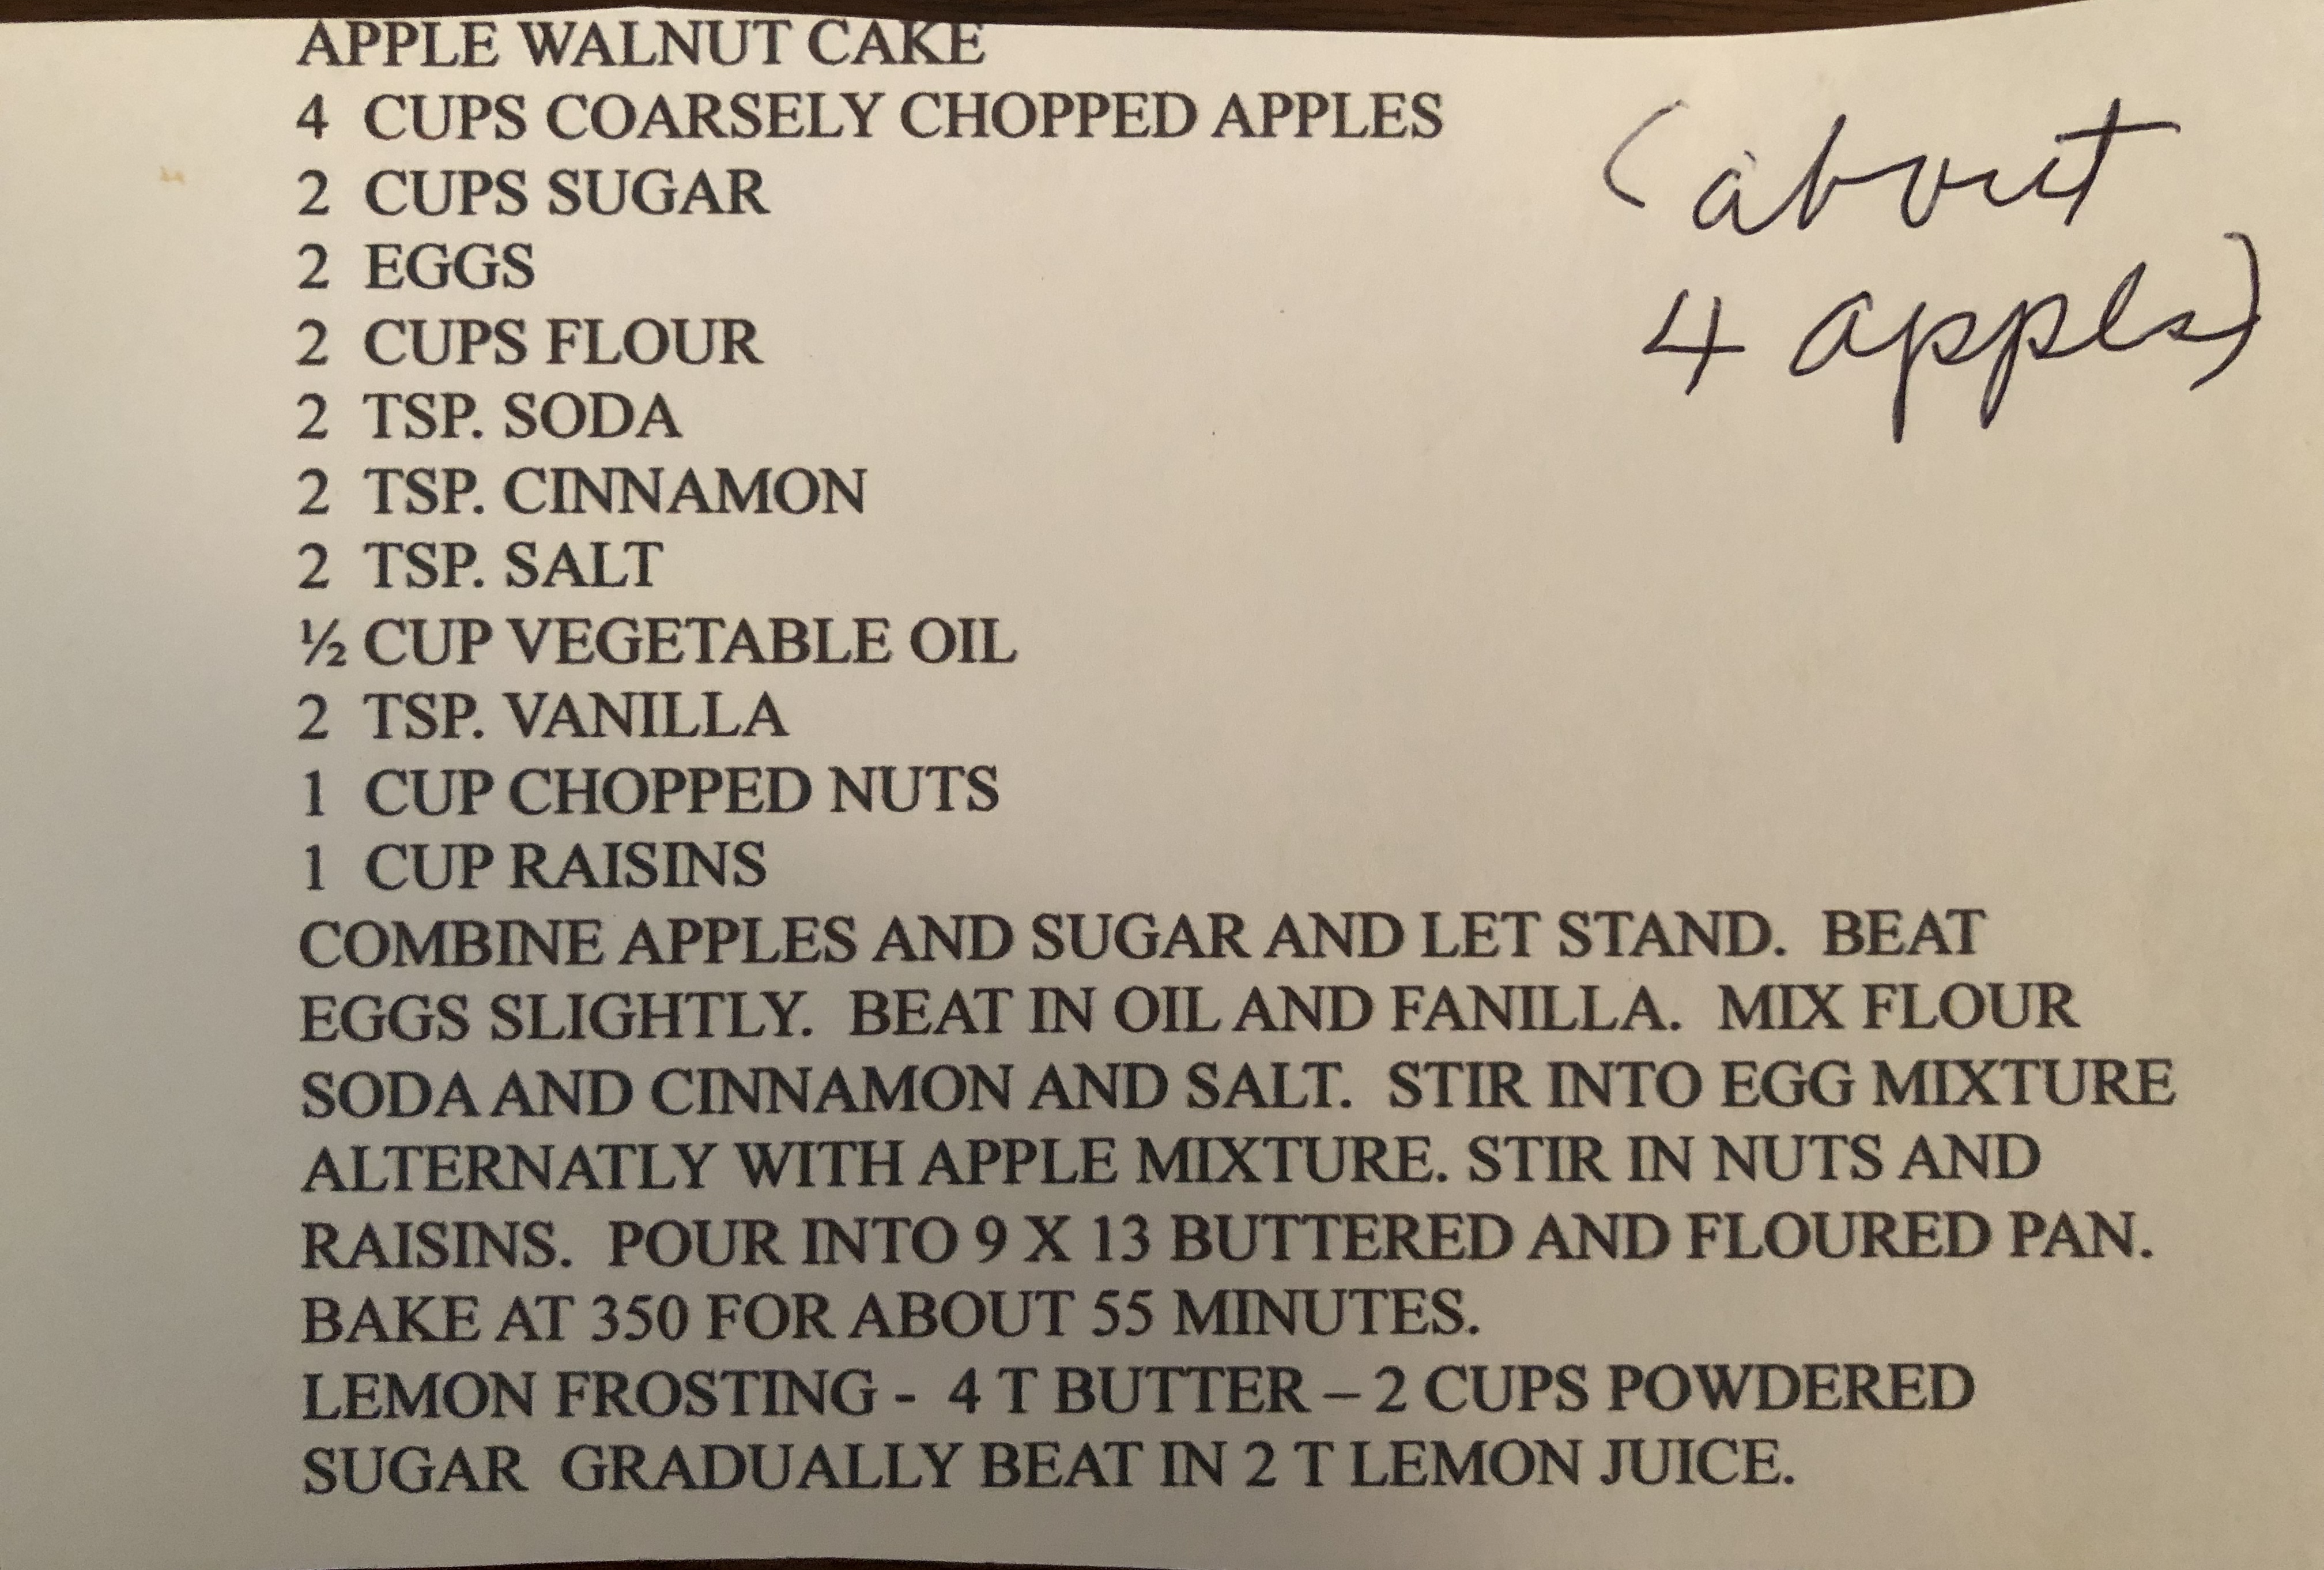 APPLE WALNUT CAKE
4 CUPS COARSELY CHOPPED APPLES
(about
4 apples)
2 CUPS SUGAR
2 EGGS
2 CUPS FLOUR
2 TSP. SODA
2 TSP. CINNAMON
2 TSP. SALT
½ CUP VEGETABLE OIL
2 TSP. VANILLA
1 CUP CHOPPED NUTS
1 CUP RAISINS
COMBINE APPLES AND SUGAR AND LET STAND. BEAT
EGGS SLIGHTLY. BEAT IN OIL AND FANILLA. MIX FLOUR
SODA AND CINNAMON AND SALT. STIR INTO EGG MIXTURE
ALTERNATLY WITH APPLE MIXTURE. STIR IN NUTS AND
RAISINS. POUR INTO 9 X 13 BUTTERED AND FLOURED PAN.
BAKE AT 350 FOR ABOUT 55 MINUTES.
LEMON FROSTING - 4 T BUTTER – 2 CUPS POWDERED
SUGAR GRADUALLY BEAT IN 2 T LEMON JUICE.